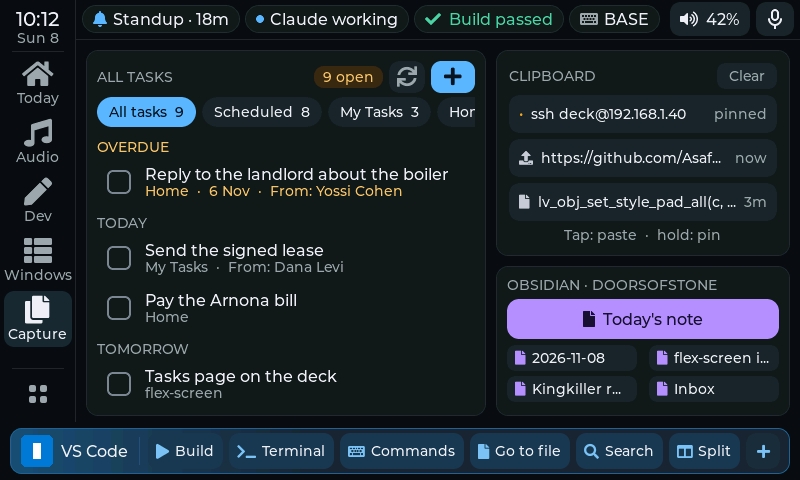 10:12
Sun 8
Standup · 18m
Claude working
Build passed
BASE
42%
Today
Audio
Dev
Windows
Capture
ALL TASKS
9 open
All tasks 9
Scheduled 8
My Tasks 3
Hor
OVERDUE
Reply to the landlord about the boiler
Home · 6 Nov · From: Yossi Cohen
TODAY
Send the signed lease
My Tasks · From: Dana Levi
Pay the Arnona bill
Home
TOMORROW
Tasks page on the deck
flex-screen
CLIPBOARD
Clear
· ssh deck@192.168.1.40 pinned
https://github.com/Asaf... now
lv_obj_set_style_pad_all(c, ... 3m
Tap: paste · hold: pin
OBSIDIAN · DOORSOFSTONE
Today's note
2026-11-08
flex-screen i...
Kingkiller r...
Inbox
VS Code
Build
Terminal
Commands
Go to file
Search
Split